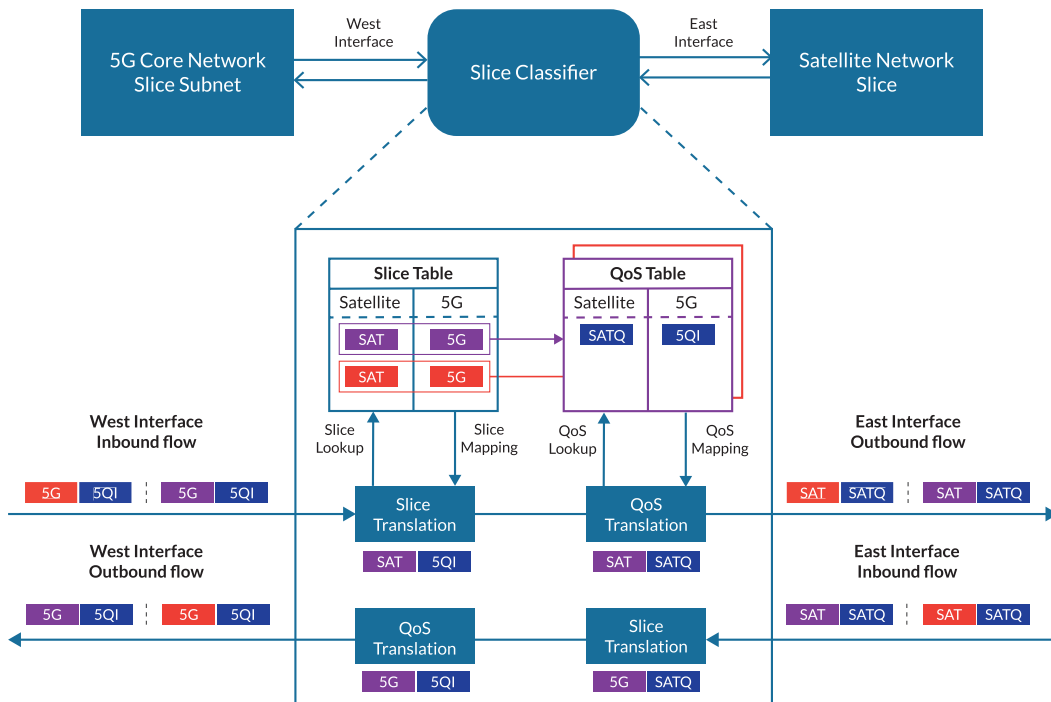 5G Core Network
Slice Subnet
West
Interface
Slice Classifier
East
Interface
Satellite Network
Slice
Slice Table
Satellite 5G
SAT 5G
SAT 5G
QoS Table
Satellite 5G
SATQ 5QI
Slice
Lookup
Slice
Mapping
QoS
Lookup
QoS
Mapping
West Interface
Inbound flow
5G 5QI 5G 5QI
Slice
Translation
SAT 5QI
QoS
Translation
SAT SATQ
East Interface
Outbound flow
SAT SATQ SAT SATQ
West Interface
Outbound flow
5G 5QI 5G 5QI
QoS
Translation
5G 5QI
Slice
Translation
5G SATQ
East Interface
Inbound flow
SAT SATQ SAT SATQ